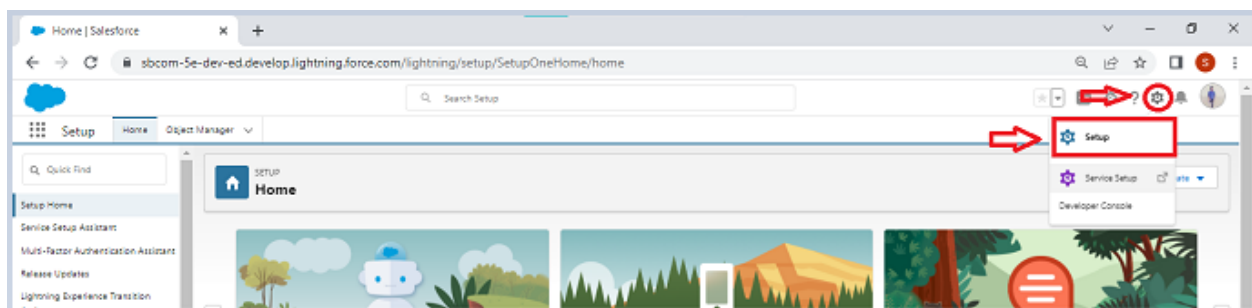 Home | Salesforce
sbcom-5e-dev-ed.develop.lightning.force.com/lightning/setup/SetupOneHome/home
S
Search Setup
?
Setup Home Object Manager
Setup
Quick Find
SETUP
Home
Service Setup
Developer Console
Setup Home
Service Setup Assistant
Multi-Factor Authentication Assistant
Release Updates
Lightning Experience Transition